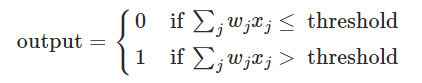 output = { 0 if ∑_j w_j x_j ≤ threshold
1 if ∑_j w_j x_j > threshold